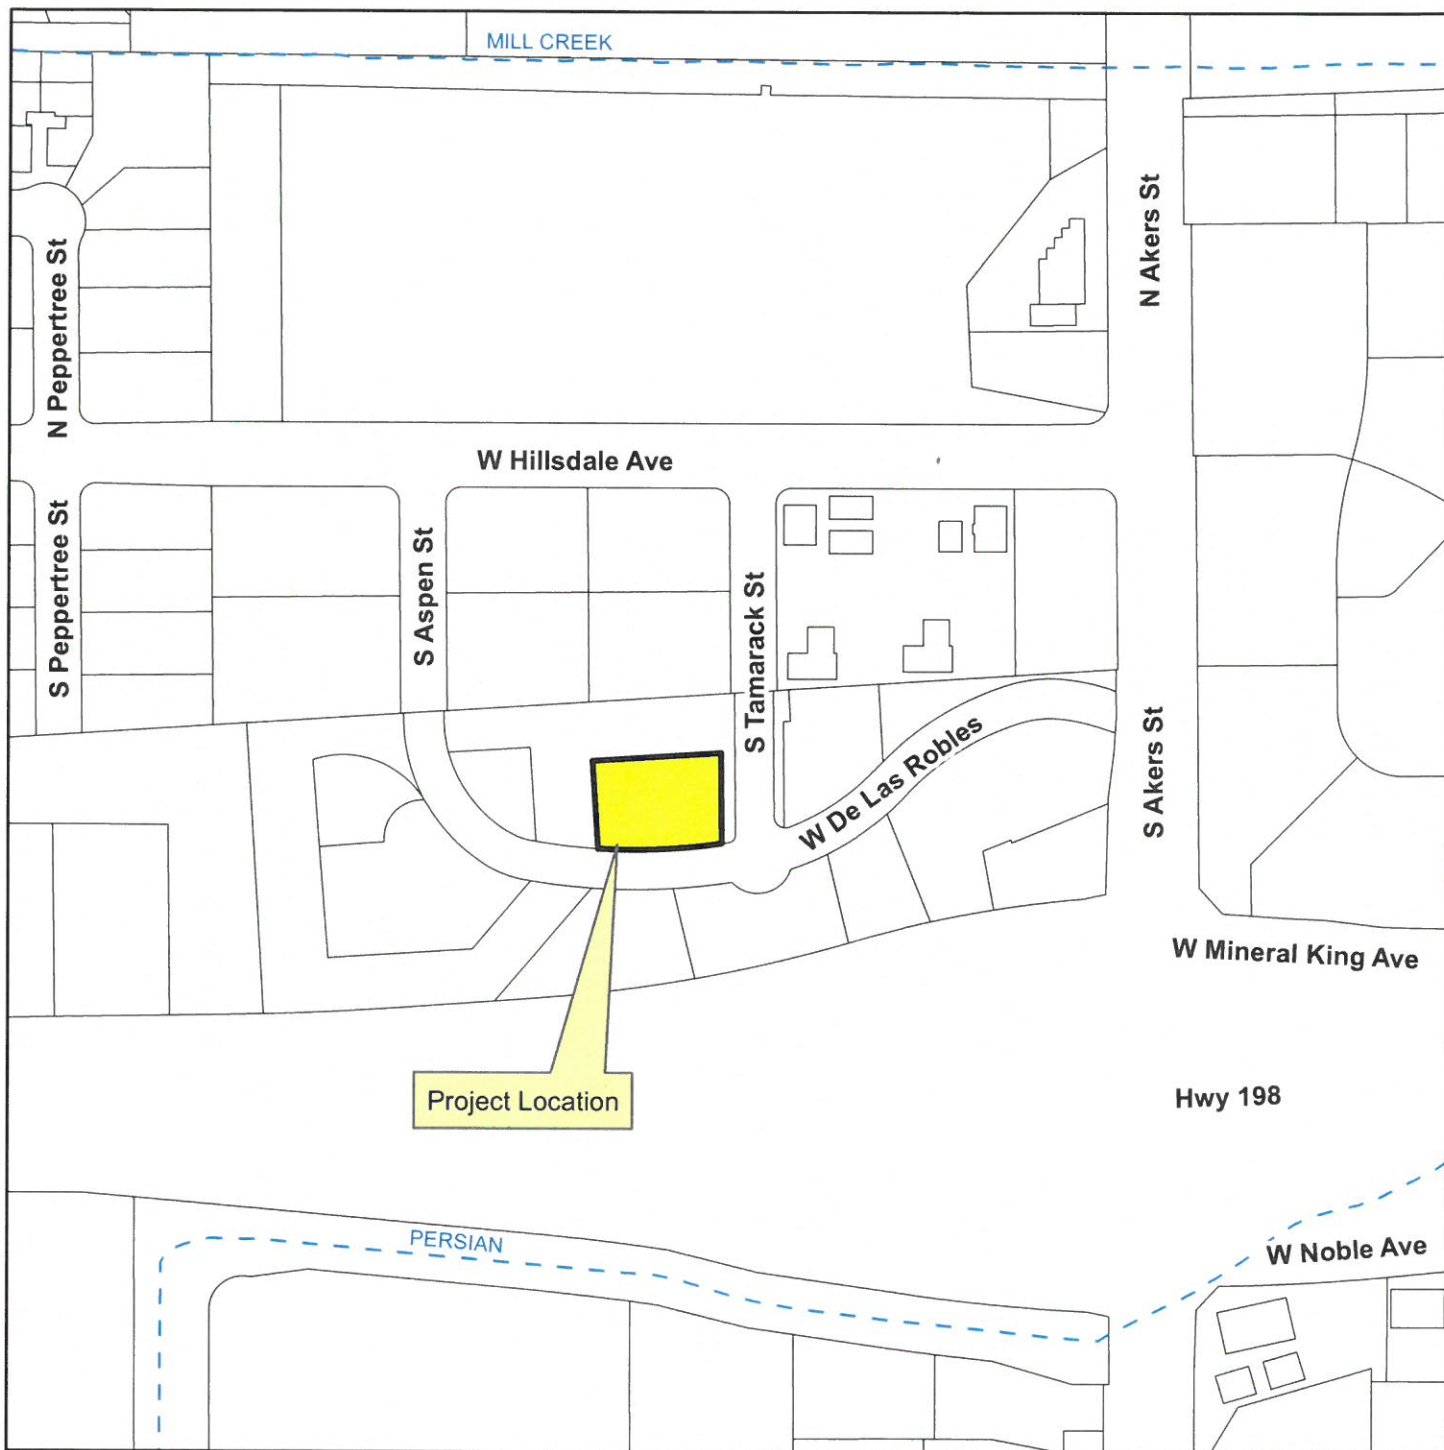 MILL CREEK
N Akers St
N Peppertree St
W Hillsdale Ave
S Peppertree St
S Aspen St
S Tamarack St
W De Las Robles
S Akers St
W Mineral King Ave
Project Location
Hwy 198
PERSIAN
W Noble Ave